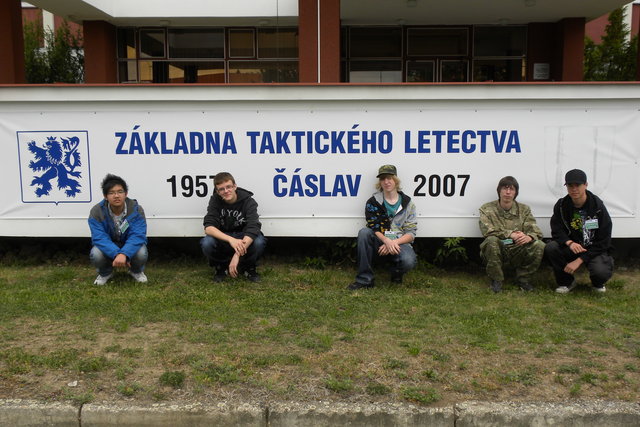 ZÁKLADNA TAKTICKÉHO LETECTVA
1957 ČÁSLAV 2007